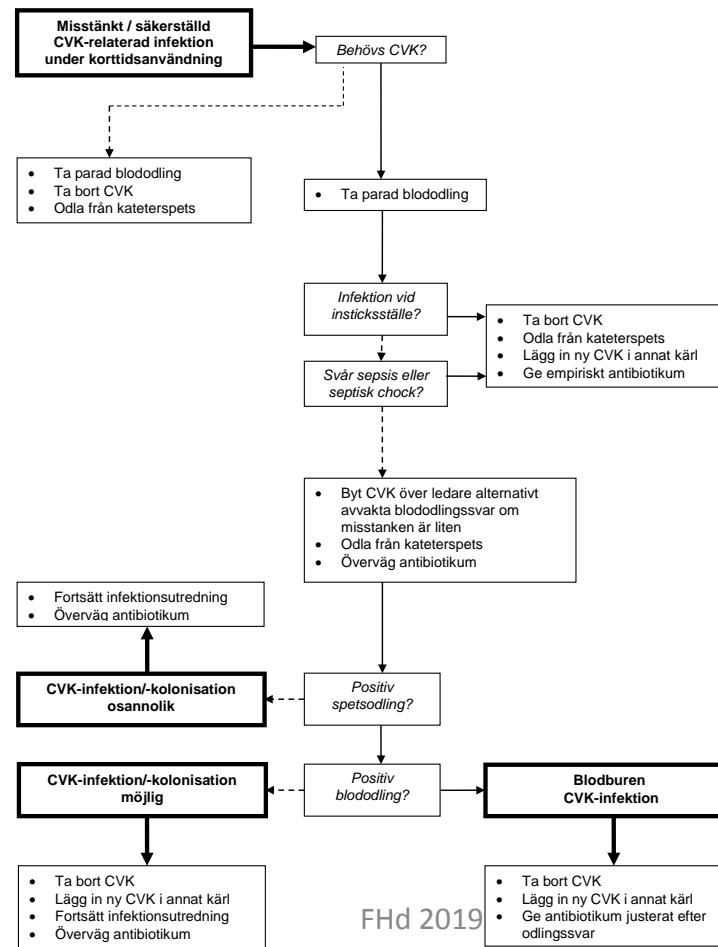 Misstänkt / säkerställd
CVK-relaterad infektion
under korttidsanvändning
Behövs CVK?
• Ta parad blododling
• Ta bort CVK
• Odla från kateterspets
• Ta parad blododling
Infektion vid
insticksställe?
• Ta bort CVK
• Odla från kateterspets
• Lägg in ny CVK i annat kärl
• Ge empiriskt antibiotikum
Svår sepsis eller
septisk chock?
• Byt CVK över ledare alternativt
avvakta blododlingssvar om
misstanken är liten
• Odla från kateterspets
• Överväg antibiotikum
• Fortsätt infektionsutredning
• Överväg antibiotikum
CVK-infektion/-kolonisation
osannolik
Positiv
spetsodling?
CVK-infektion/-kolonisation
möjlig
Positiv
blododling?
Blodburen
CVK-infektion
• Ta bort CVK
• Lägg in ny CVK i annat kärl
• Fortsätt infektionsutredning
• Överväg antibiotikum
FHd 2019
• Ta bort CVK
• Lägg in ny CVK i annat kärl
• Ge antibiotikum justerat efter
odlingssvar